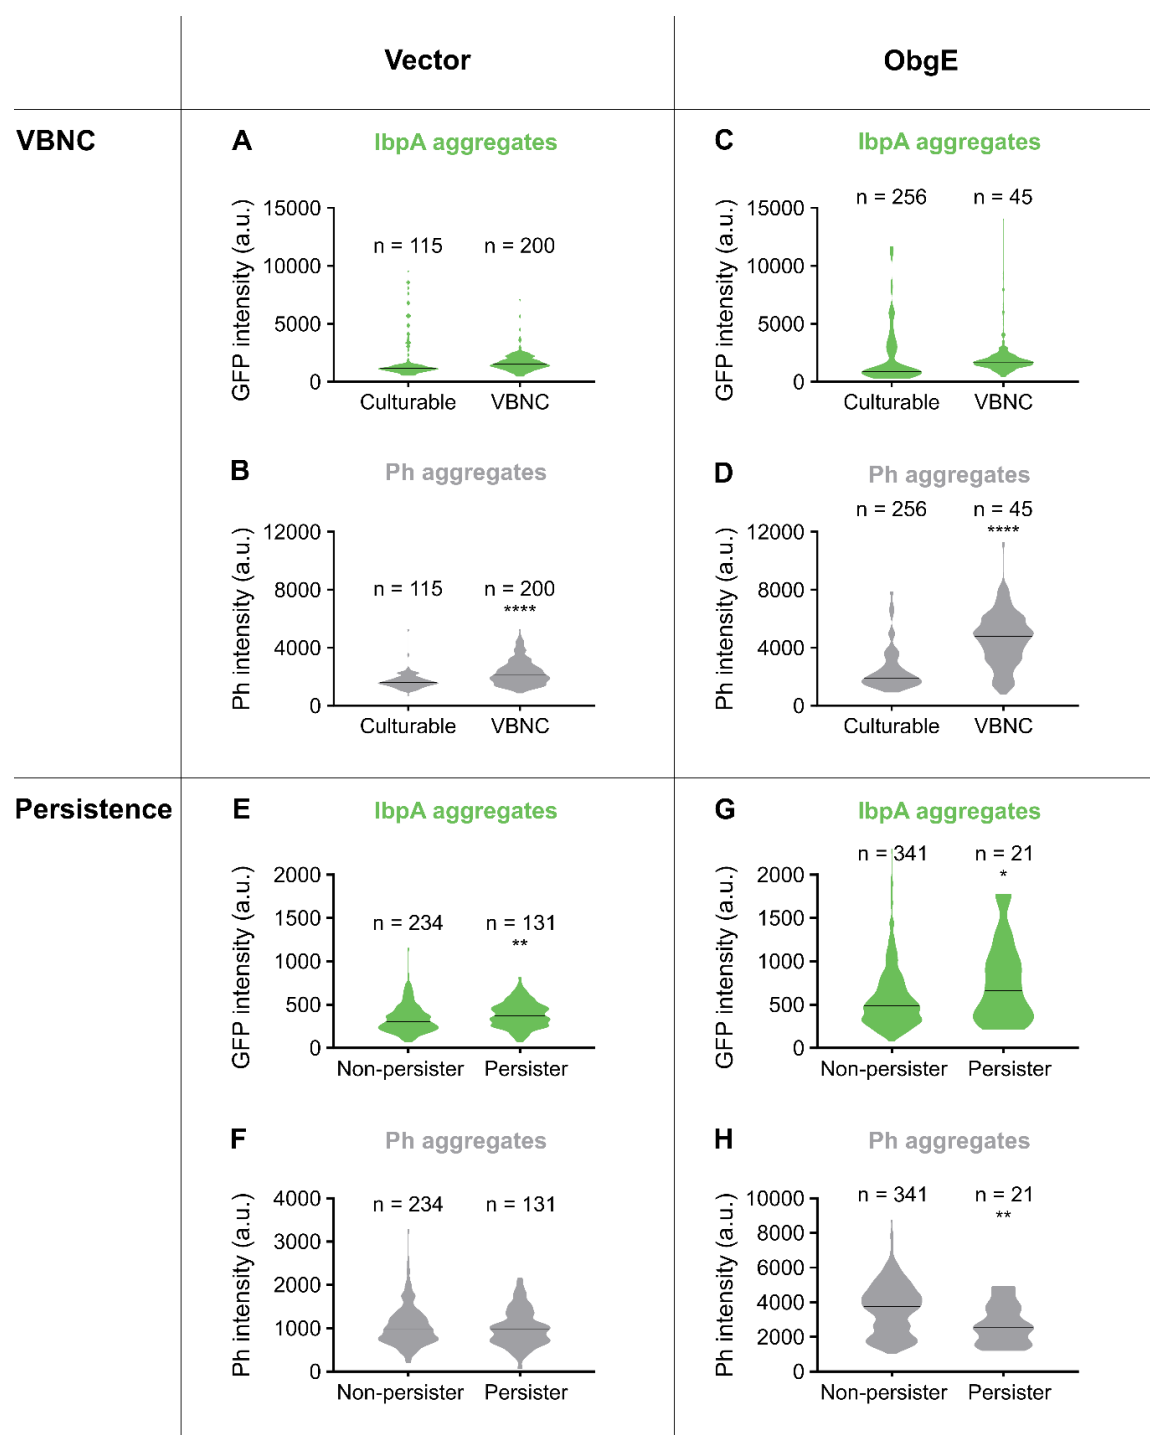 Vector
ObgE
VBNC
A
IbpA aggregates
GFP intensity (a.u.)
15000
10000
5000
0
n = 115
n = 200
Culturable
VBNC
B
Ph aggregates
Ph intensity (a.u.)
12000
8000
4000
0
n = 115
n = 200
****
Culturable
VBNC
C
IbpA aggregates
GFP intensity (a.u.)
15000
10000
5000
0
n = 256
n = 45
Culturable
VBNC
D
Ph aggregates
Ph intensity (a.u.)
12000
8000
4000
0
n = 256
n = 45
****
Culturable
VBNC
Persistence
E
IbpA aggregates
GFP intensity (a.u.)
2000
1500
1000
500
0
n = 234
n = 131
**
Non-persister
Persister
F
Ph aggregates
Ph intensity (a.u.)
4000
3000
2000
1000
0
n = 234
n = 131
Non-persister
Persister
G
IbpA aggregates
GFP intensity (a.u.)
2000
1500
1000
500
0
n = 341
n = 21
*
Non-persister
Persister
H
Ph aggregates
Ph intensity (a.u.)
10000
8000
6000
4000
2000
0
n = 341
n = 21
**
Non-persister
Persister